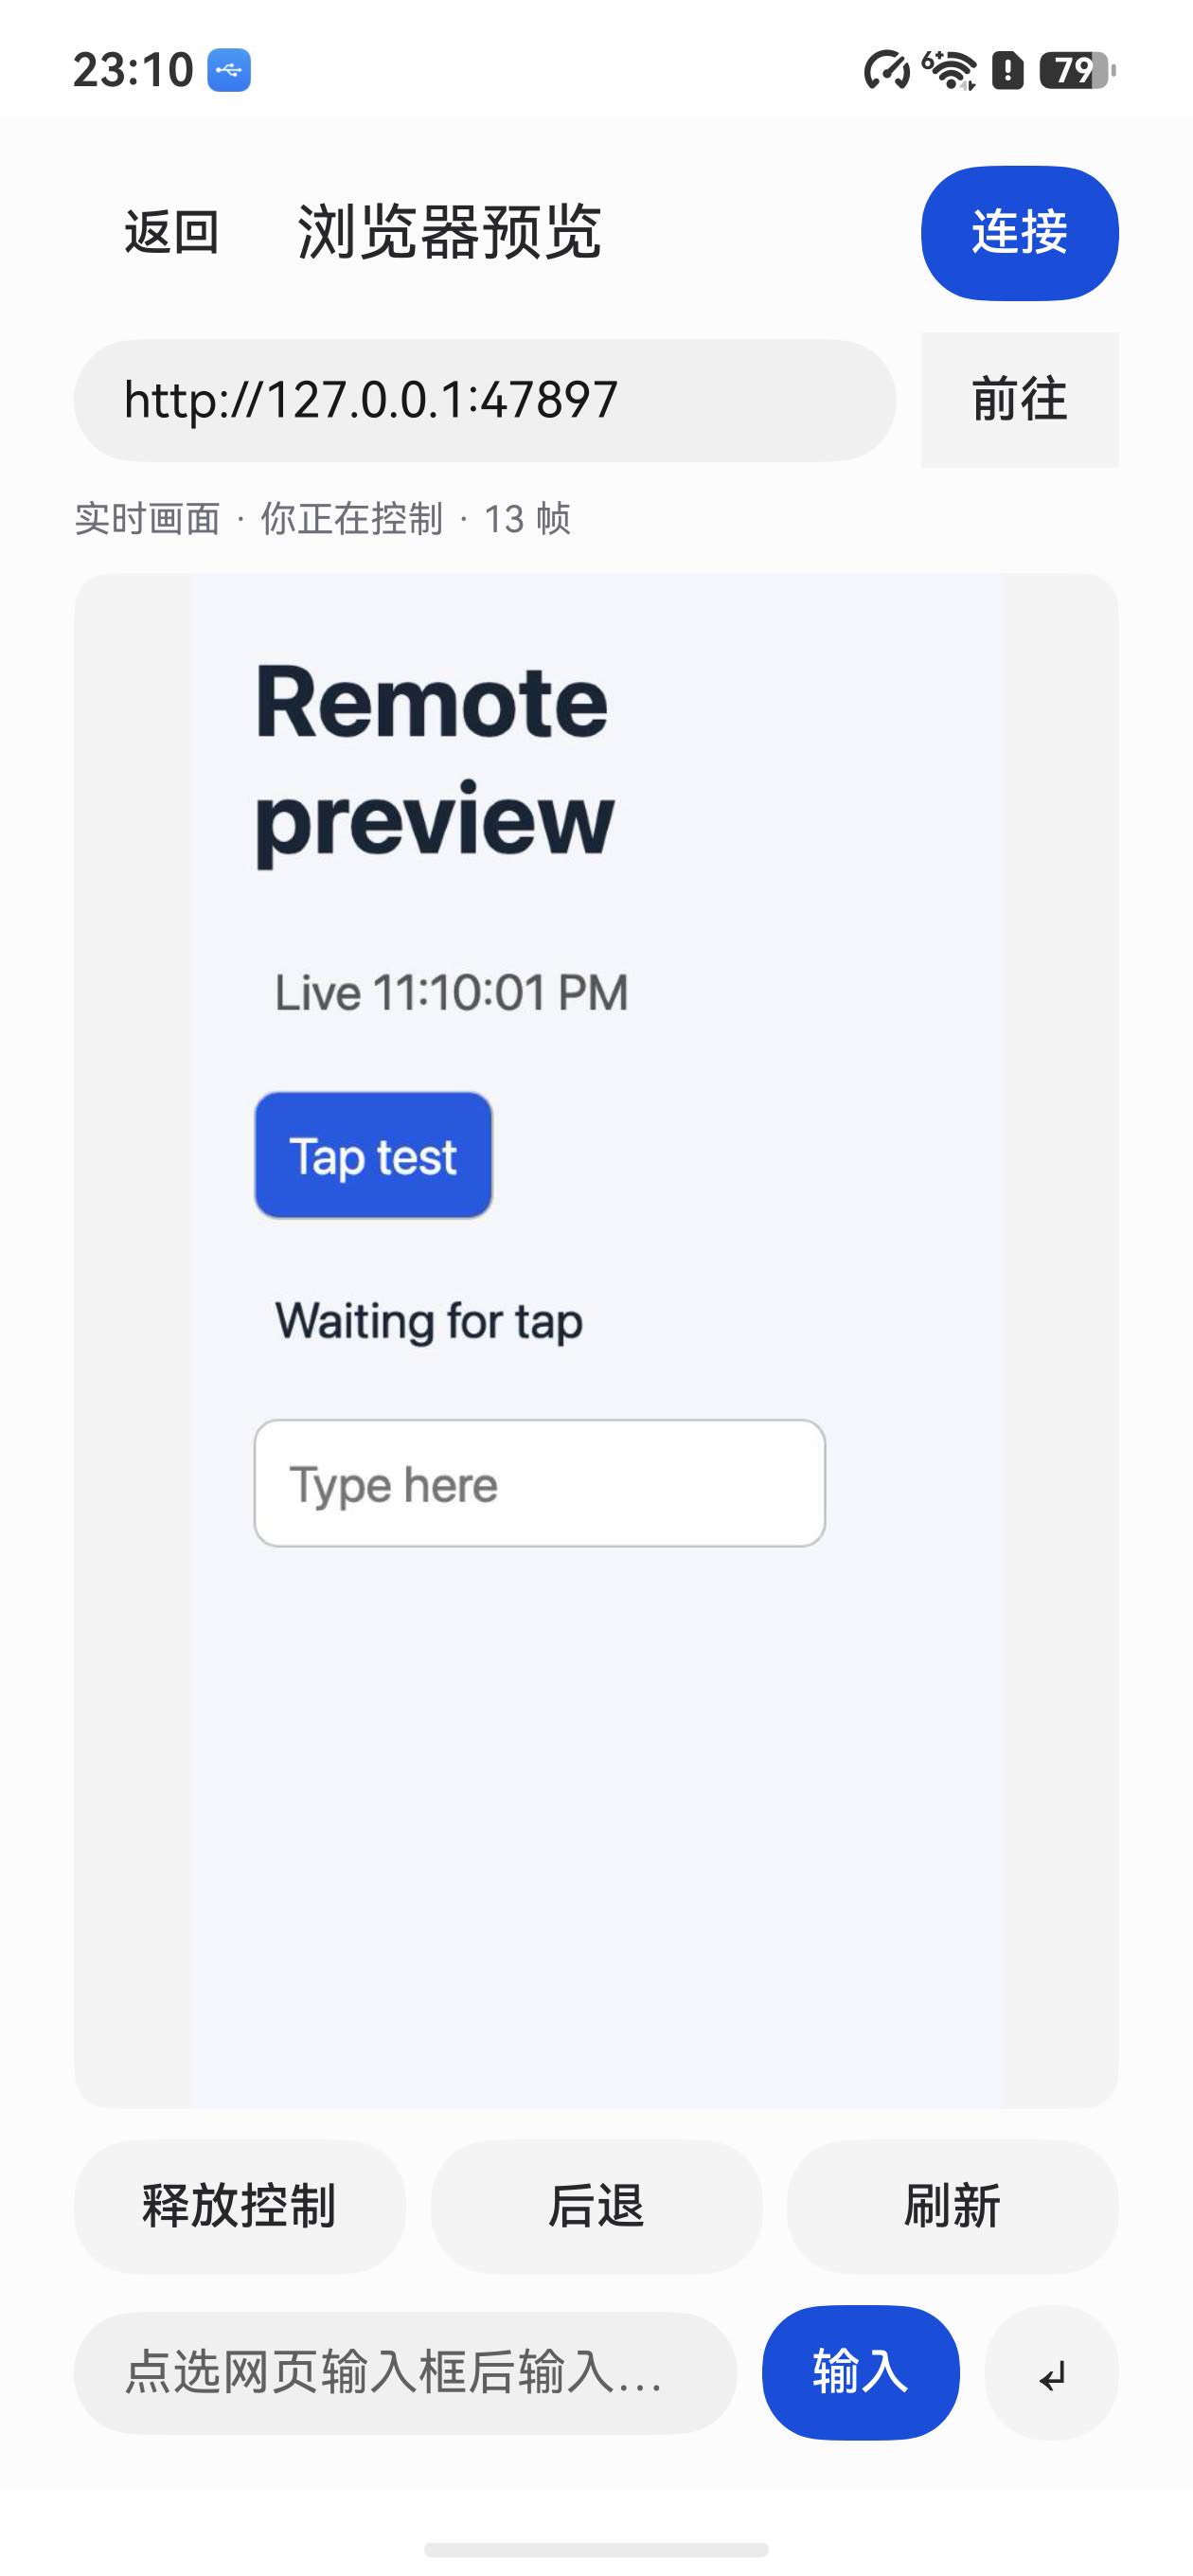 23:10
79
返回 浏览器预览 连接
http://127.0.0.1:47897 前往
实时画面 · 你正在控制 · 13 帧
Remote
preview
Live 11:10:01 PM
Tap test
Waiting for tap
Type here
释放控制 后退 刷新
点选网页输入框后输入... 输入 ↲